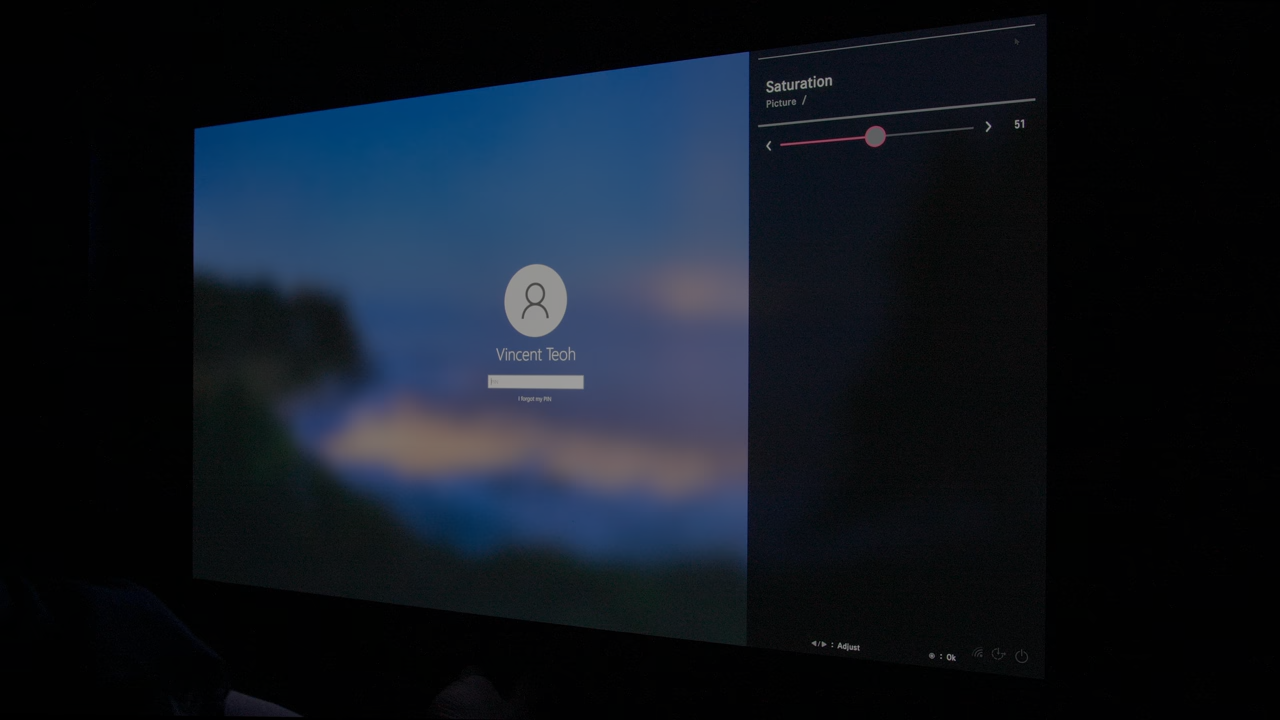 Saturation
Picture /
51
Vincent Teoh
I forgot my PIN
◀/▶ : Adjust
◉ : Ok